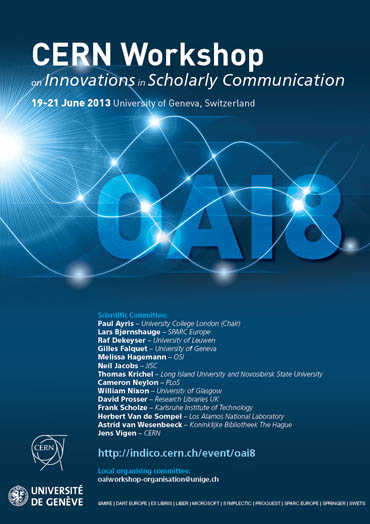 CERN Workshop
on Innovations in Scholarly Communication
19-21 June 2013 University of Geneva, Switzerland
OAI8
Scientific Committee:
Paul Ayris – University College London (Chair)
Lars Bjørnshauge – SPARC Europe
Raf Dekeyser – University of Leuwen
Gilles Falquet – University of Geneva
Melissa Hagemann – OSI
Neil Jacobs – JISC
Thomas Krichel – Long Island University and Novosibirsk State University
Cameron Neylon – PLoS
William Nixon – University of Glasgow
David Prosser – Research Libraries UK
Frank Scholze – Karlsruhe Institute of Technology
Herbert Van de Sompel – Los Alamos National Laboratory
Astrid van Wesenbeeck – Koninklijke Bibliotheek The Hague
Jens Vigen – CERN
CERN
http://indico.cern.ch/event/oai8
Local organising committee:
oaiworkshop-organisation@unige.ch
UNIVERSITÉ
DE GENÈVE
@MIRE | DART EUROPE | EX LIBRIS | LIBER | MICROSOFT | SYMPLECTIC | PROQUEST | SPARC EUROPE | SPRINGER | SWETS